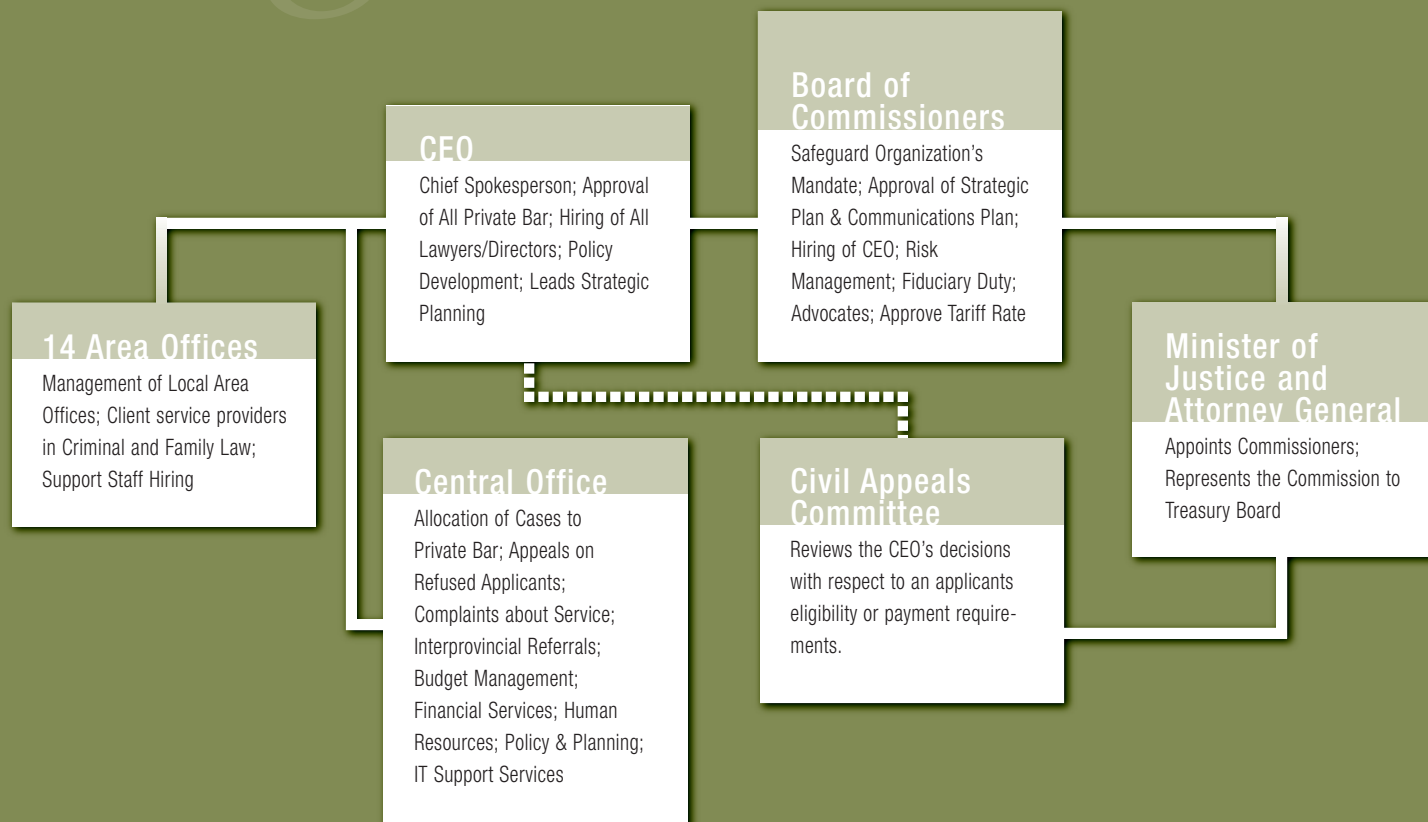 Board of
Commissioners
Safeguard Organization's
Mandate; Approval of Strategic
Plan & Communications Plan;
Hiring of CEO; Risk
Management; Fiduciary Duty;
Advocates; Approve Tariff Rate
CEO
Chief Spokesperson; Approval
of All Private Bar; Hiring of All
Lawyers/Directors; Policy
Development; Leads Strategic
Planning
14 Area Offices
Management of Local Area
Offices; Client service providers
in Criminal and Family Law;
Support Staff Hiring
Minister of
Justice and
Attorney General
Appoints Commissioners;
Represents the Commission to
Treasury Board
Central Office
Allocation of Cases to
Private Bar; Appeals on
Refused Applicants;
Complaints about Service;
Interprovincial Referrals;
Budget Management;
Financial Services; Human
Resources; Policy & Planning;
IT Support Services
Civil Appeals
Committee
Reviews the CEO's decisions
with respect to an applicants
eligibility or payment require-
ments.